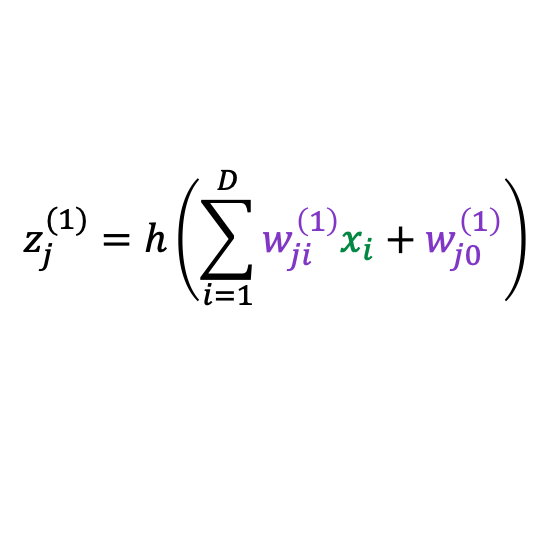 z_j^{(1)} = h\left(\sum_{i=1}^{D} w_{ji}^{(1)} x_i + w_{j0}^{(1)}\right)